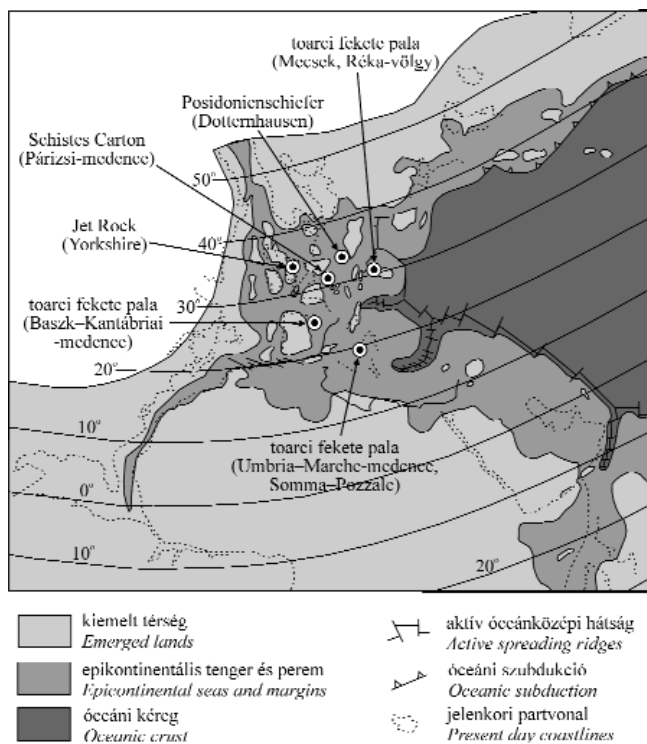 toarci fekete pala
(Mecsek, Réka-völgy)
Posidonienschiefer
(Dotternhausen)
Schistes Carton
(Párizsi-medence)
50°
40°
Jet Rock
(Yorkshire)
30°
toarci fekete pala
(Baszk–Kantábriai
-medence)
20°
10°
toarci fekete pala
(Umbria–Marche-medence,
Somma–Pozzale)
0°
10°
20°
kiemelt térség
Emerged lands
epikontinentális tenger és perem
Epicontinental seas and margins
óceáni kéreg
Oceanic crust
aktív óceánközépi hátság
Active spreading ridges
óceáni szubdukció
Oceanic subduction
jelenkori partvonal
Present day coastlines